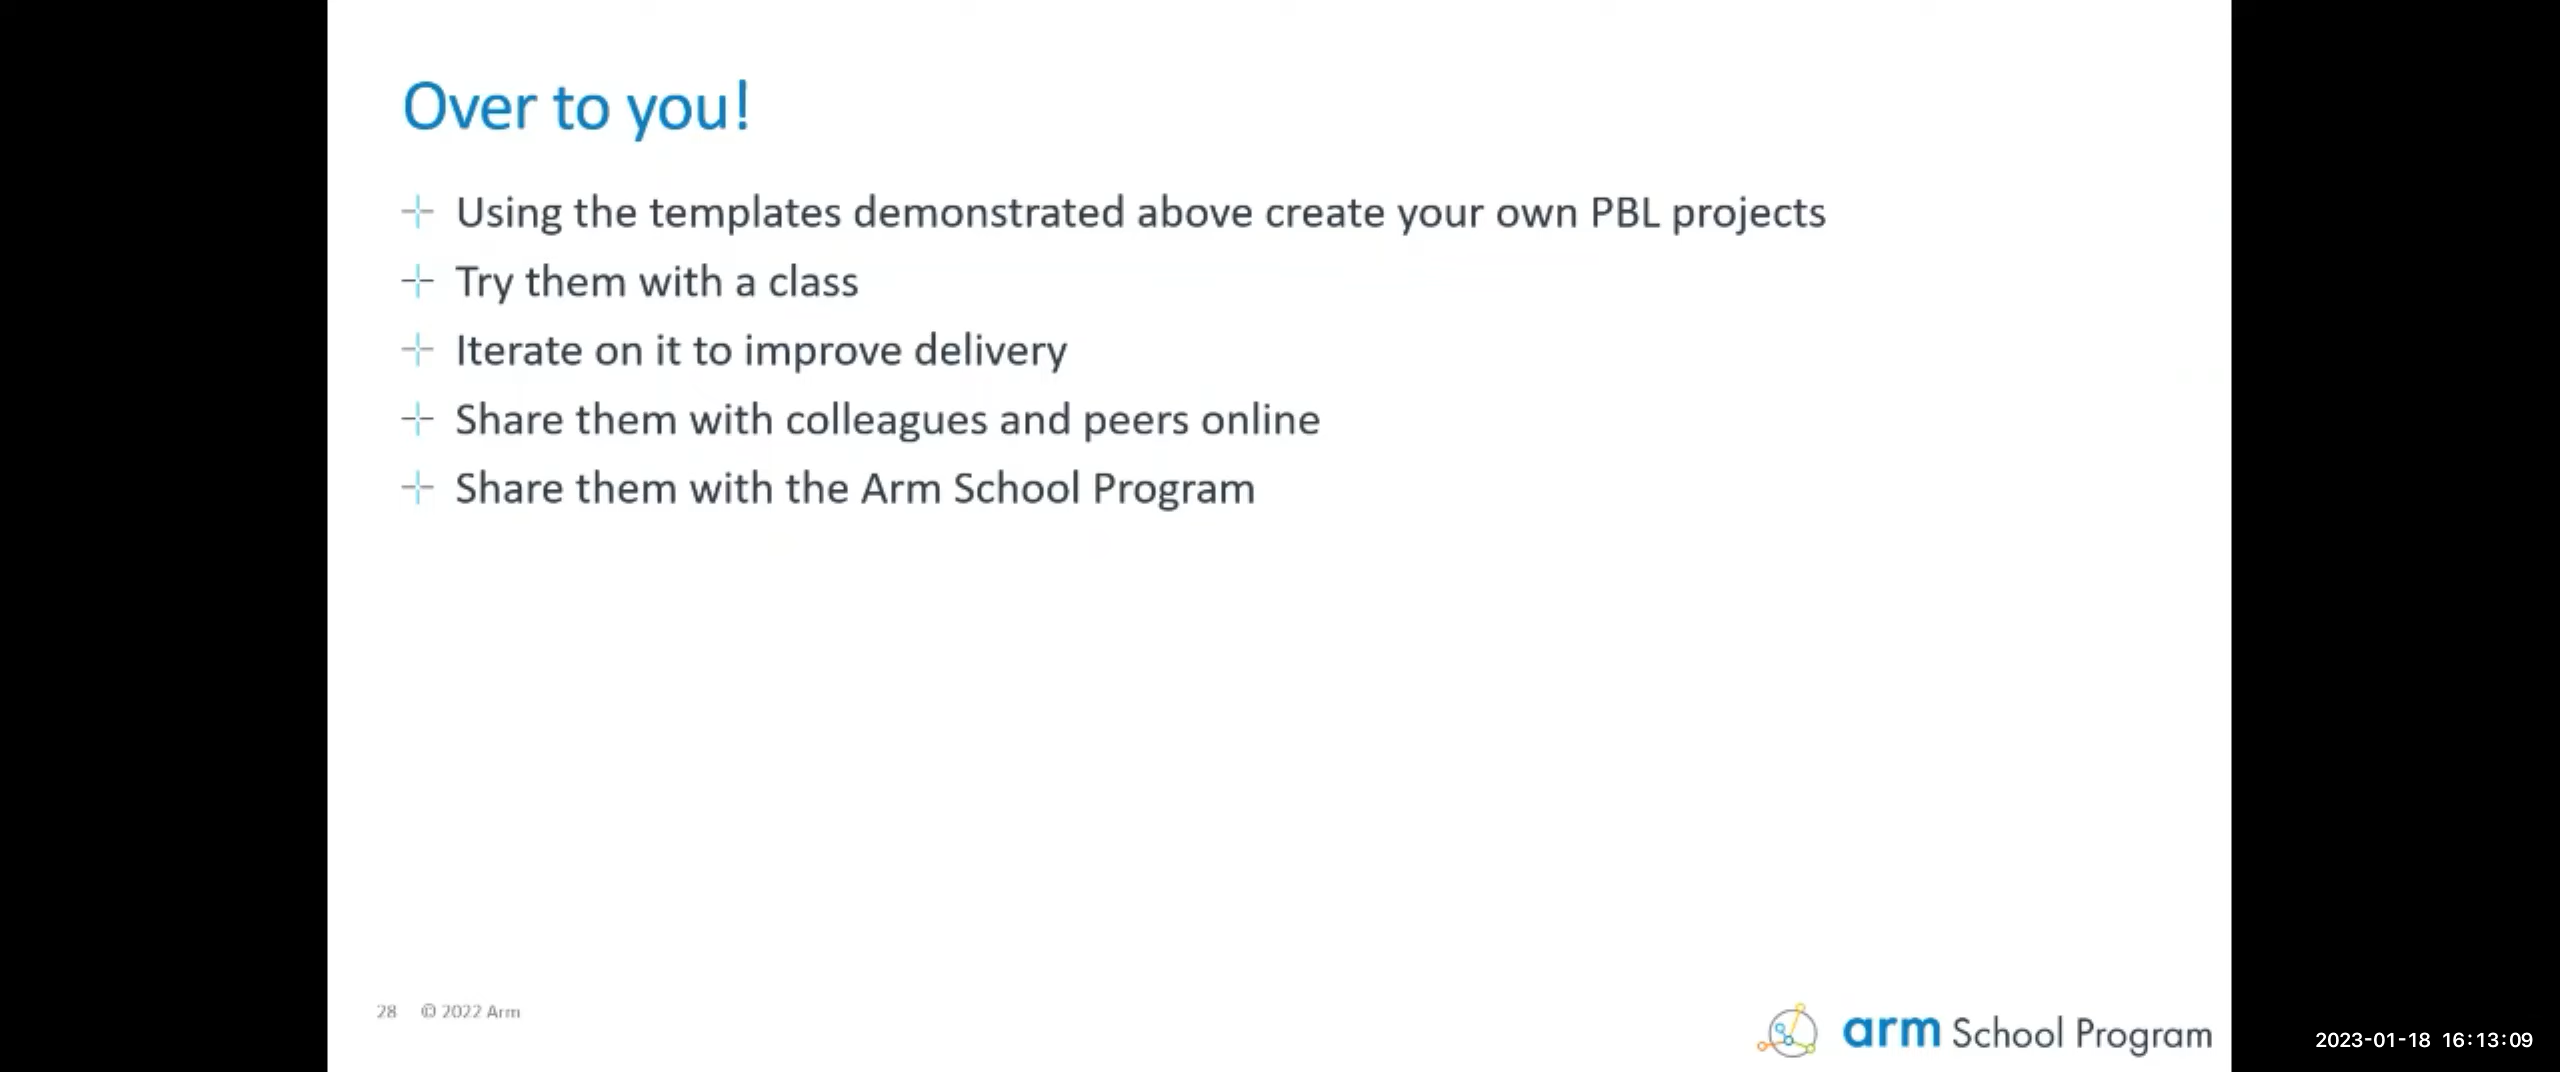 Over to you!
Using the templates demonstrated above create your own PBL projects
Try them with a class
Iterate on it to improve delivery
Share them with colleagues and peers online
Share them with the Arm School Program
28 © 2022 Arm
arm School Program
2023-01-18 16:13:09